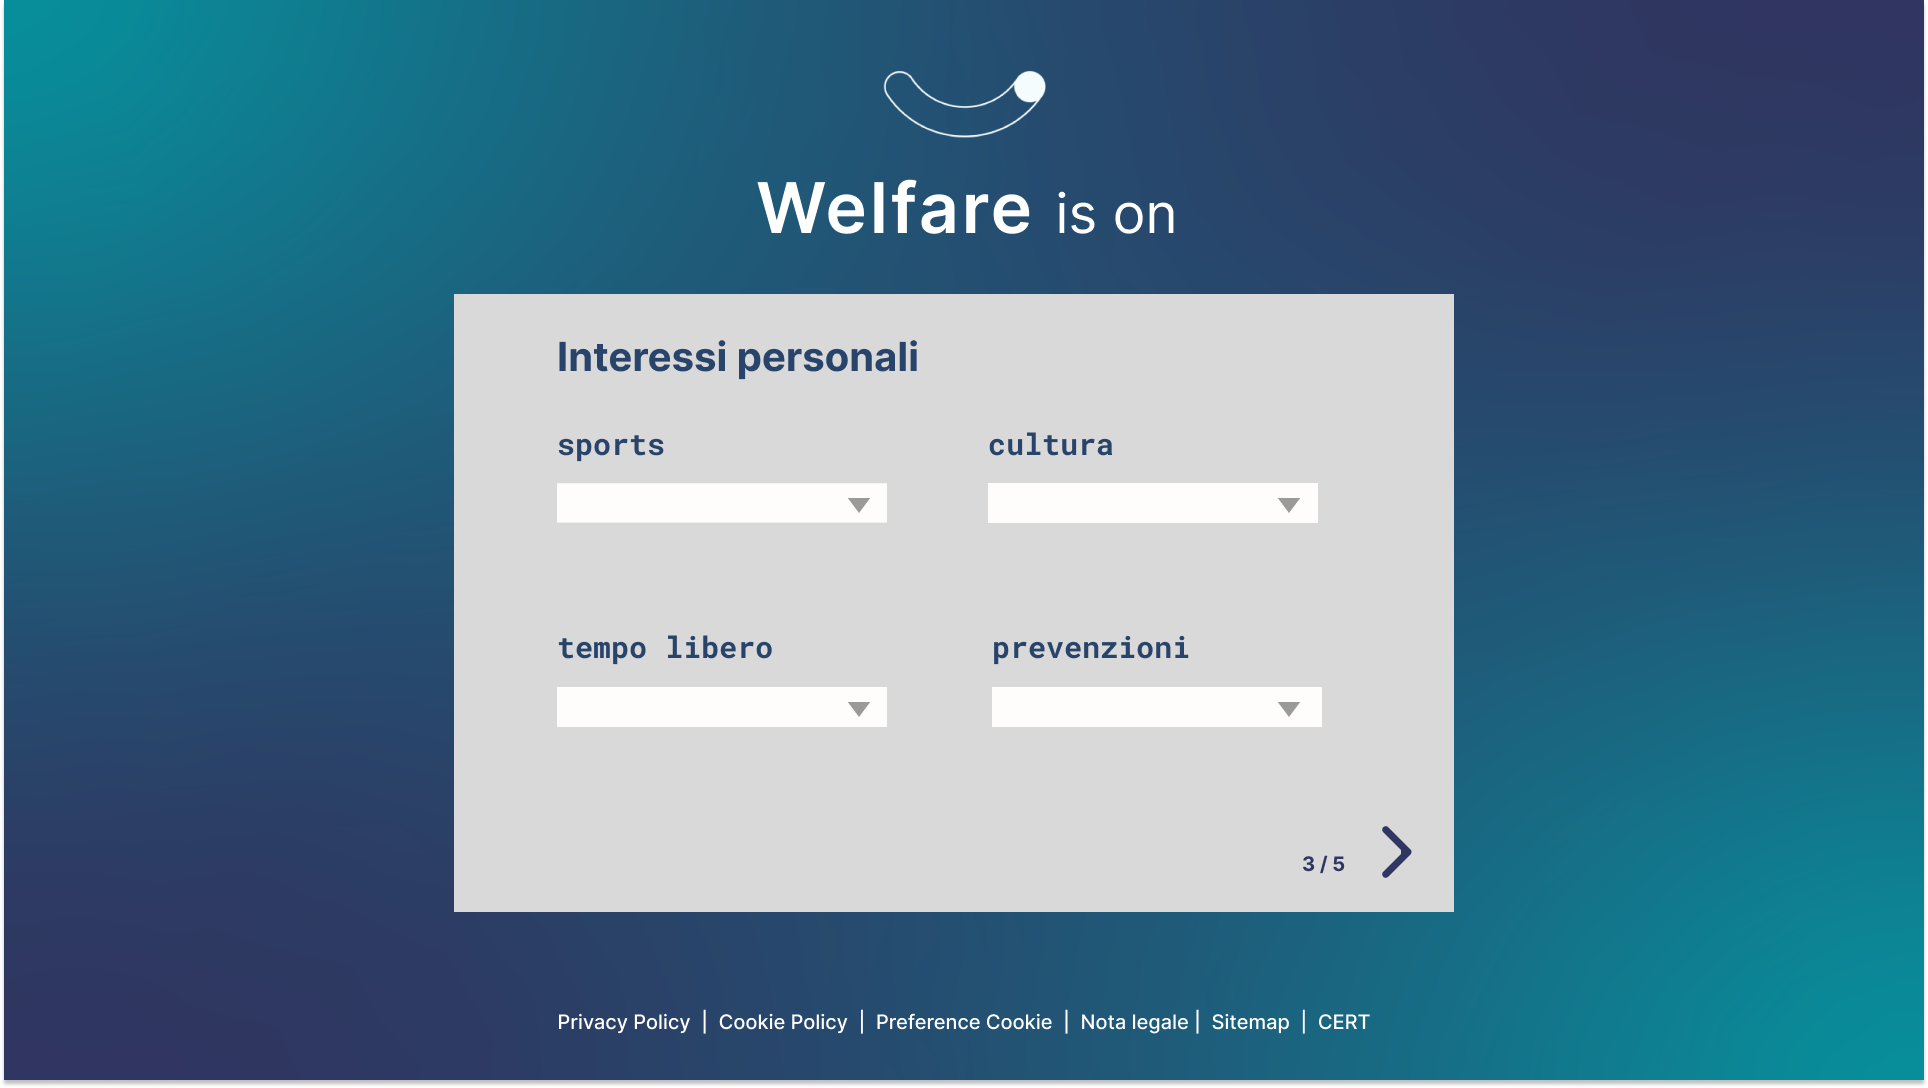 Welfare is on
Interessi personali
sports
cultura
tempo libero
prevenzioni
3 / 5
Privacy Policy | Cookie Policy | Preference Cookie | Nota legale | Sitemap | CERT